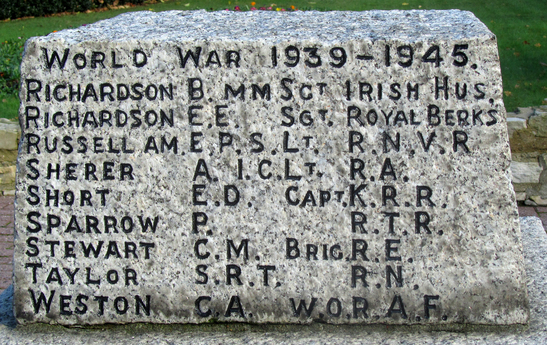 WORLD WAR 1939-1945.
RICHARDSON B. MM SGT IRISH HUS.
RICHARDSON E.E. SGT. ROYAL BERKS
RUSSELL AM E.P.S. LT. R.N.V.R
SHERER A.I.C. LT. R.A.
SHORT E.D. CAPT. K.R.R.
SPARROW P. R.T.R.
STEWART C.M. BRIG. R.E.
TAYLOR S.R.T. R.N.
WESTON C.A. W.O. R.A.F.